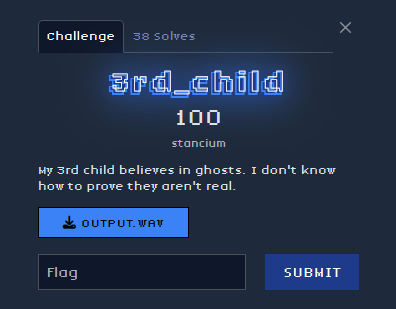 Challenge
38 Solves
3rd_child
100
stancium
My 3rd child believes in ghosts. I don't know
how to prove they aren't real.
OUTPUT.WAV
Flag
SUBMIT